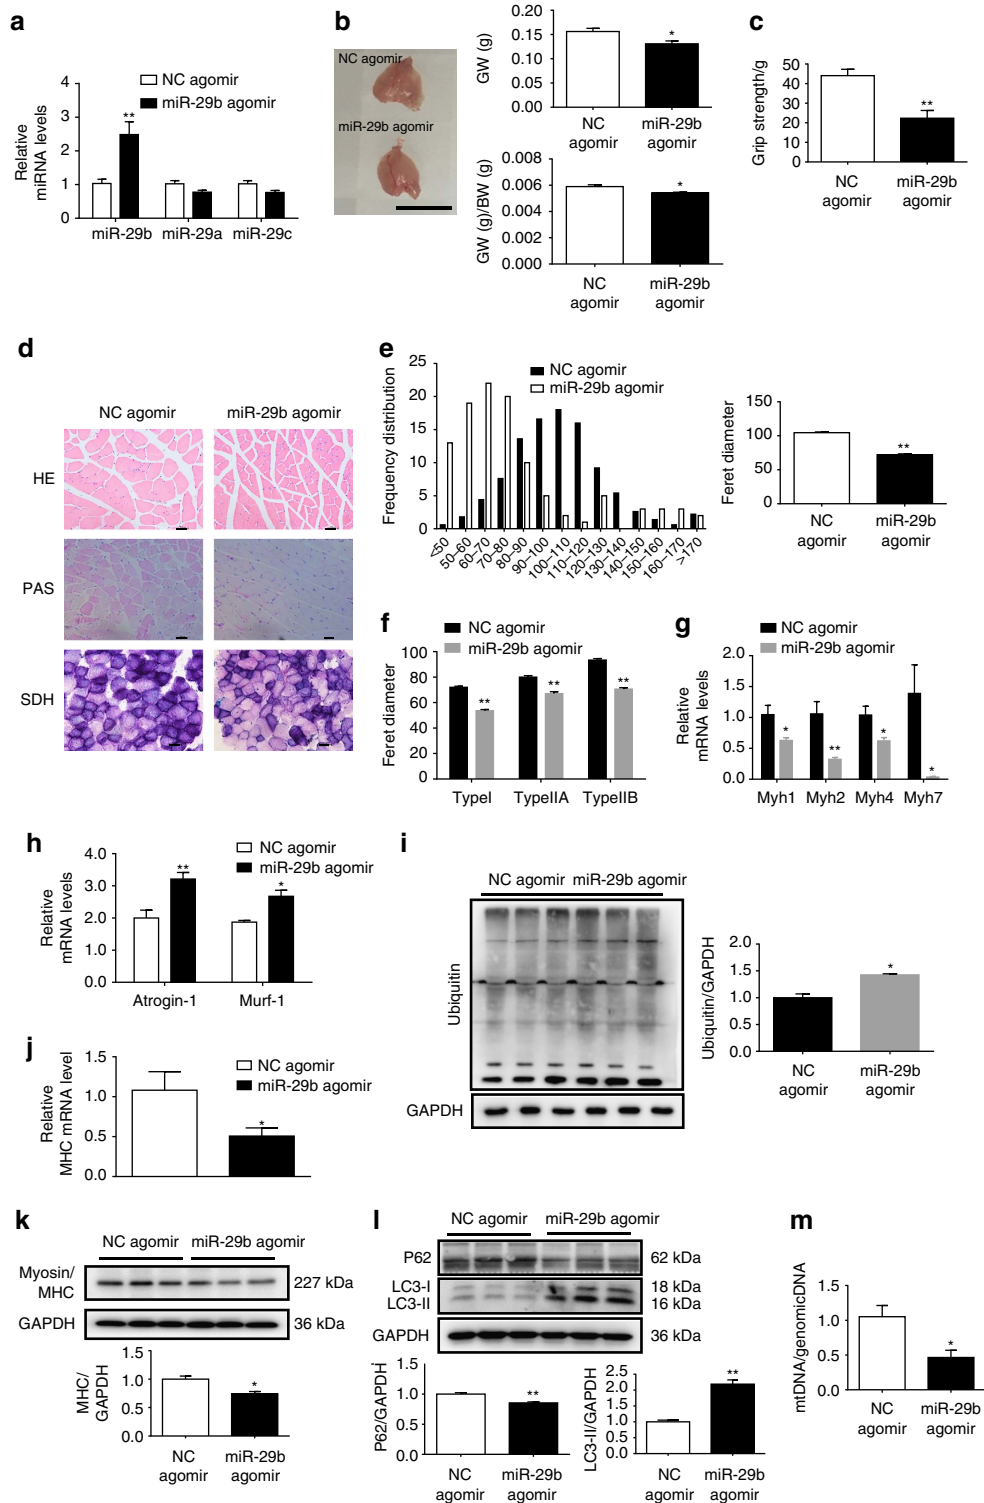 a
NC agomir
miR-29b agomir
Relative
miRNA levels
4
3
2
1
0
**
miR-29b miR-29a miR-29c
b
NC agomir
miR-29b agomir
GW (g)
0.20
0.15
0.10
0.05
0.00
*
NC
agomir
miR-29b
agomir
GW (g)/BW (g)
0.008
0.006
0.004
0.002
0.000
*
NC
agomir
miR-29b
agomir
c
Grip strength/g
50
40
30
20
10
0
**
NC
agomir
miR-29b
agomir
d
NC agomir
miR-29b agomir
HE
PAS
SDH
e
Frequency distribution
25
20
15
10
5
0
NC agomir
miR-29b agomir
<50
50–60
60–70
70–80
80–90
90–100
100–110
110–120
120–130
130–140
140–150
150–160
160–170
>170
Feret diameter
150
100
50
0
**
NC
agomir
miR-29b
agomir
f
NC agomir
miR-29b agomir
Feret diameter
100
80
60
40
20
0
**
**
**
TypeI TypeIIA TypeIIB
g
NC agomir
miR-29b agomir
Relative
mRNA levels
2.0
1.5
1.0
0.5
0.0
*
**
*
*
Myh1 Myh2 Myh4 Myh7
h
NC agomir
miR-29b agomir
Relative
mRNA levels
4.0
3.0
2.0
1.0
0.0
**
*
Atrogin-1 Murf-1
i
NC agomir miR-29b agomir
Ubiquitin
GAPDH
Ubiquitin/GAPDH
2.0
1.5
1.0
0.5
0.0
*
NC
agomir
miR-29b
agomir
j
NC agomir
miR-29b agomir
Relative
MHC mRNA level
1.5
1.0
0.5
0.0
*
k
NC agomir miR-29b agomir
Myosin/
MHC
227 kDa
GAPDH
36 kDa
MHC/
GAPDH
1.5
1.0
0.5
0.0
*
NC
agomir
miR-29b
agomir
l
NC agomir miR-29b agomir
P62
62 kDa
LC3-I
18 kDa
LC3-II
16 kDa
GAPDH
36 kDa
P62/GAPDH
1.5
1.0
0.5
0.0
**
NC
agomir
miR-29b
agomir
LC3-II/GAPDH
2.5
2.0
1.5
1.0
0.5
0.0
**
NC
agomir
miR-29b
agomir
m
mtDNA/genomicDNA
1.5
1.0
0.5
0.0
*
NC
agomir
miR-29b
agomir